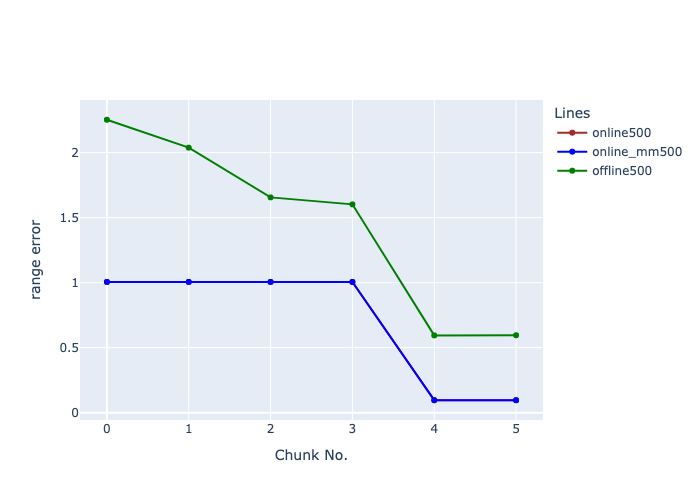 Lines
online500
online_mm500
offline500
range error
2
1.5
1
0.5
0
0 1 2 3 4 5
Chunk No.